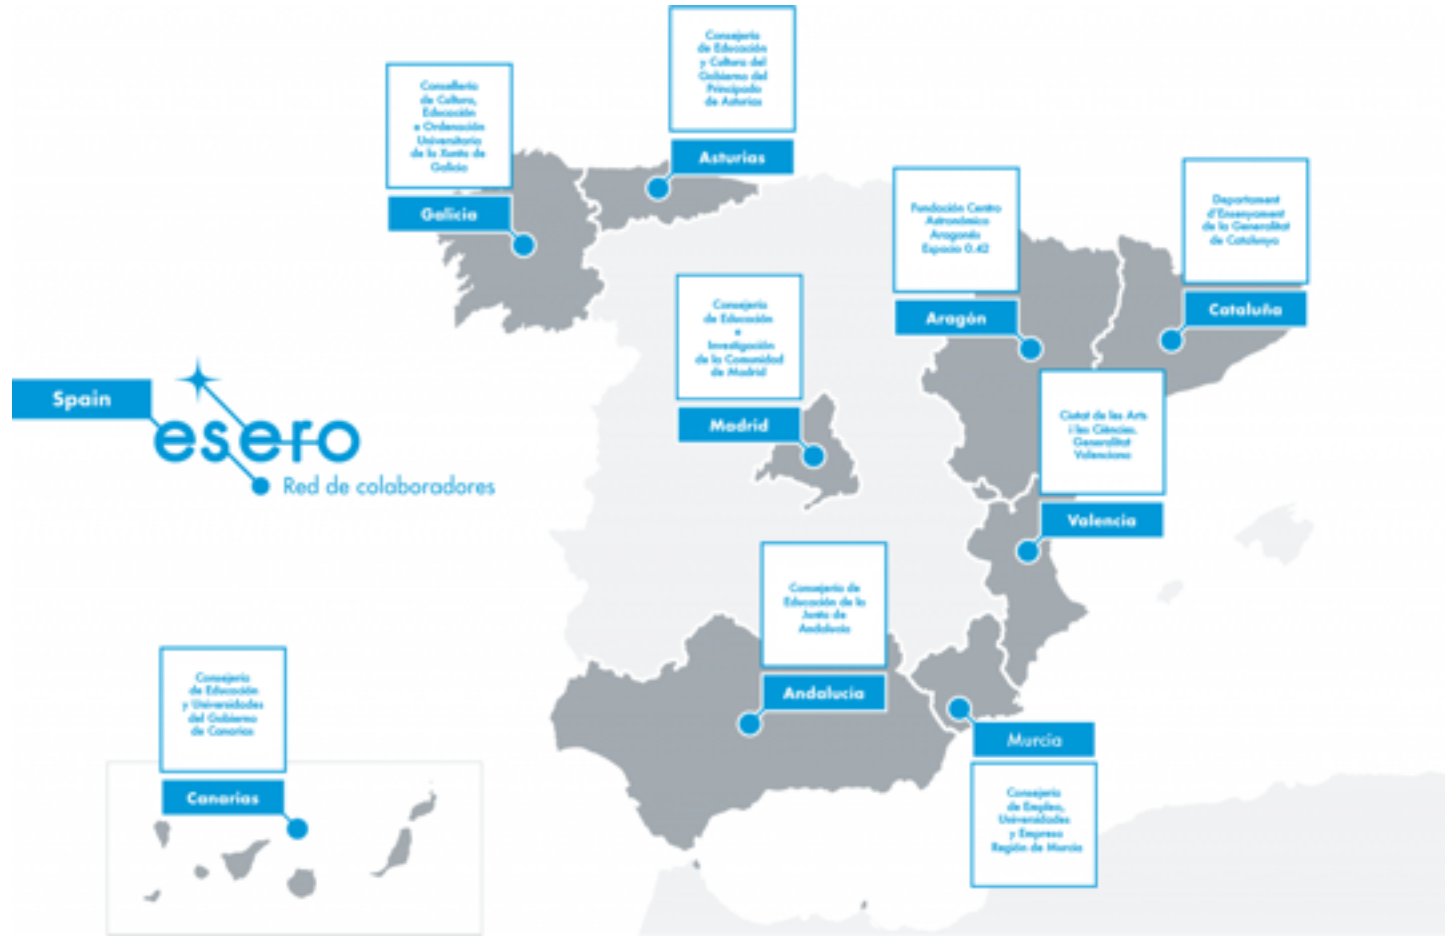 Consejería
de Educación
y Cultura del
Gobierno del
Principado
de Asturias
Asturias
Consellería
de Cultura,
Educación
e Ordenación
Universitaria
de la Xunta de
Galicia
Galicia
Fundación Centro
Astronómico
Aragonés
Espacio 0.42
Aragón
Departament
d'Ensenyament
de la Generalitat
de Catalunya
Cataluña
Consejería
de Educación
e
Investigación
de la Comunidad
de Madrid
Madrid
Spain
esero
Red de colaboradores
Ciutat de les Arts
i les Ciències.
Generalitat
Valenciana
Valencia
Consejería de
Educación de la
Junta de
Andalucía
Andalucía
Consejería
de Educación
y Universidades
del Gobierno
de Canarias
Canarias
Murcia
Consejería
de Empleo,
Universidades
y Empresa
Región de Murcia